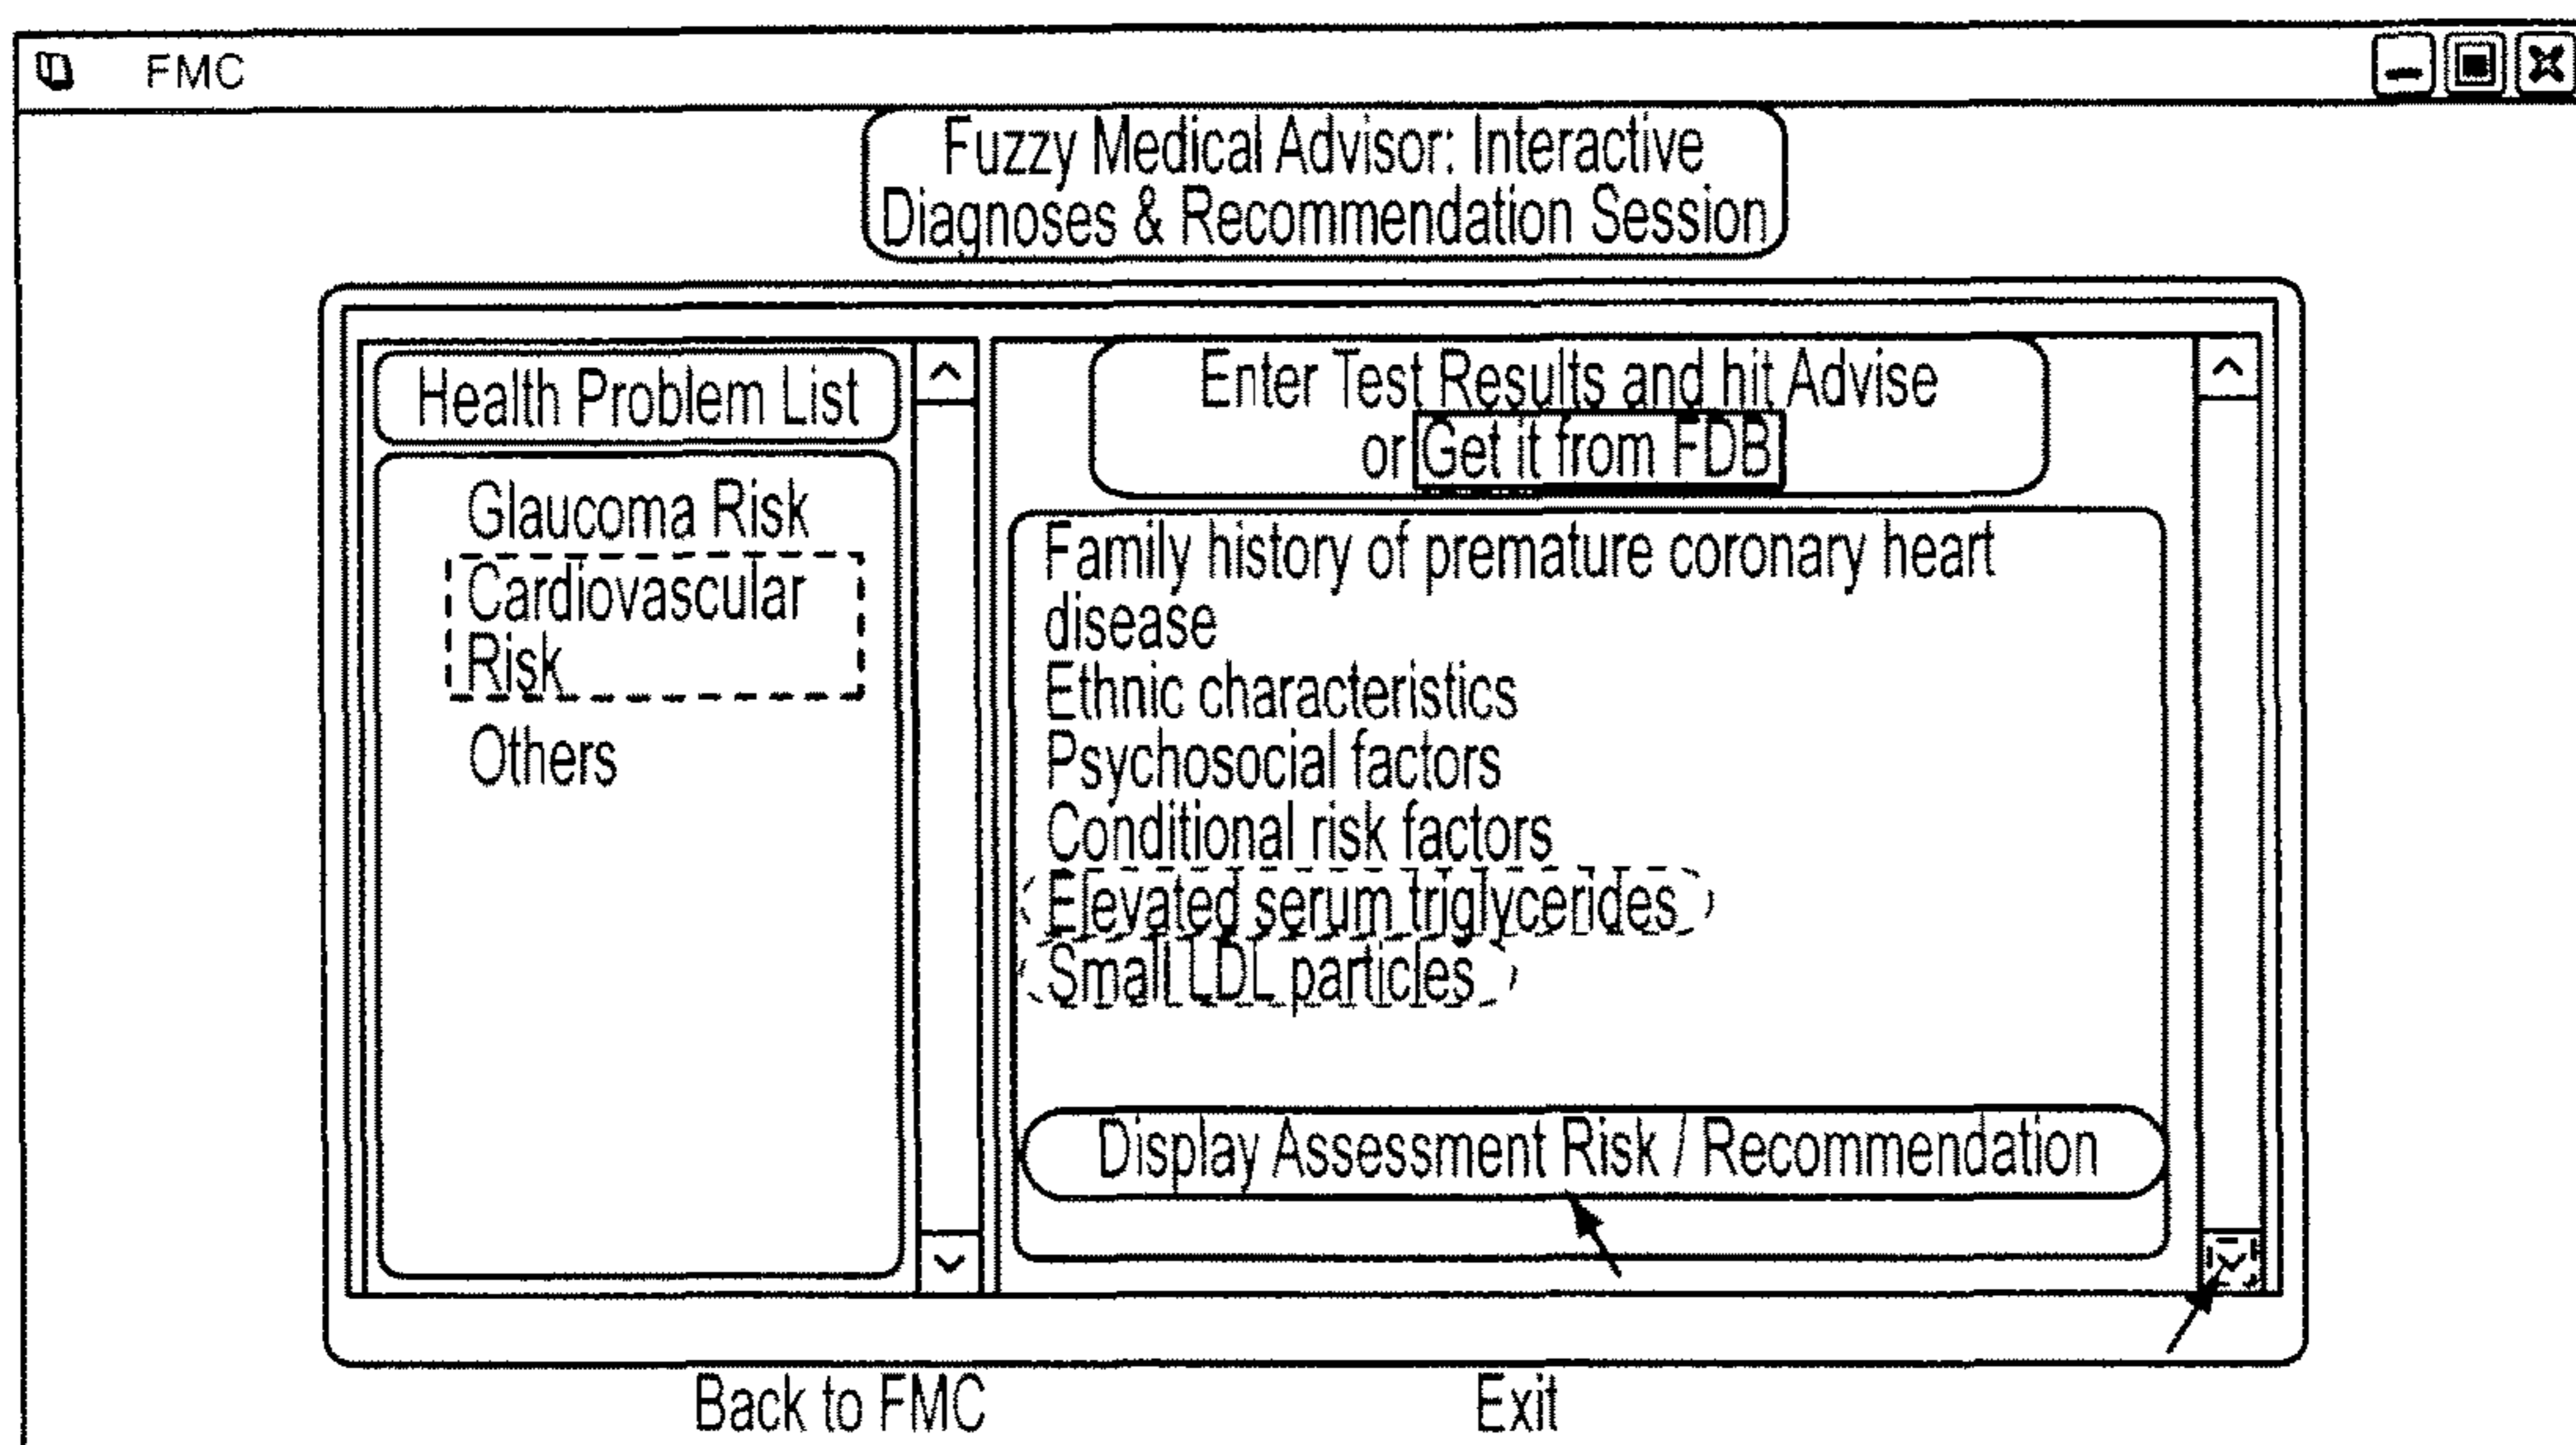 FMC
Fuzzy Medical Advisor: Interactive
Diagnoses & Recommendation Session
Health Problem List
Glaucoma Risk
Cardiovascular
Risk
Others
Enter Test Results and hit Advise
or Get it from FDB
Family history of premature coronary heart
disease
Ethnic characteristics
Psychosocial factors
Conditional risk factors
Elevated serum triglycerides
Small LDL particles
Display Assessment Risk / Recommendation
Back to FMC
Exit